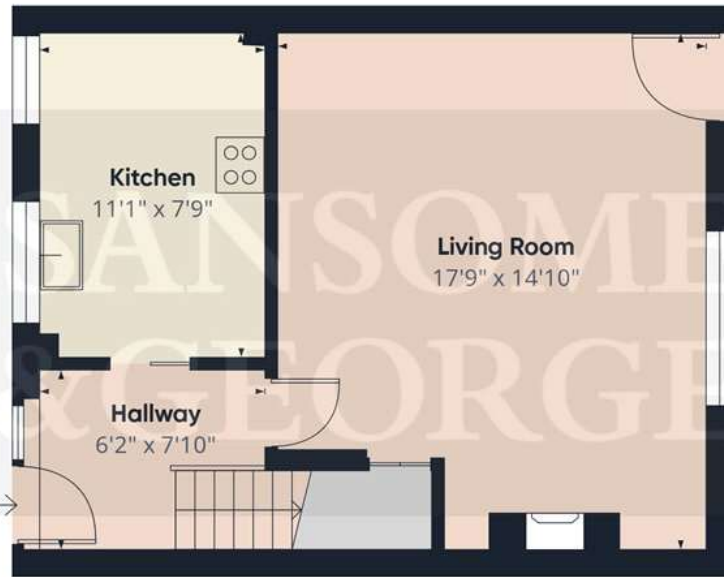 Kitchen
11'1" x 7'9"
Living Room
17'9" x 14'10"
Hallway
6'2" x 7'10"
SANSOME
&GEORGE